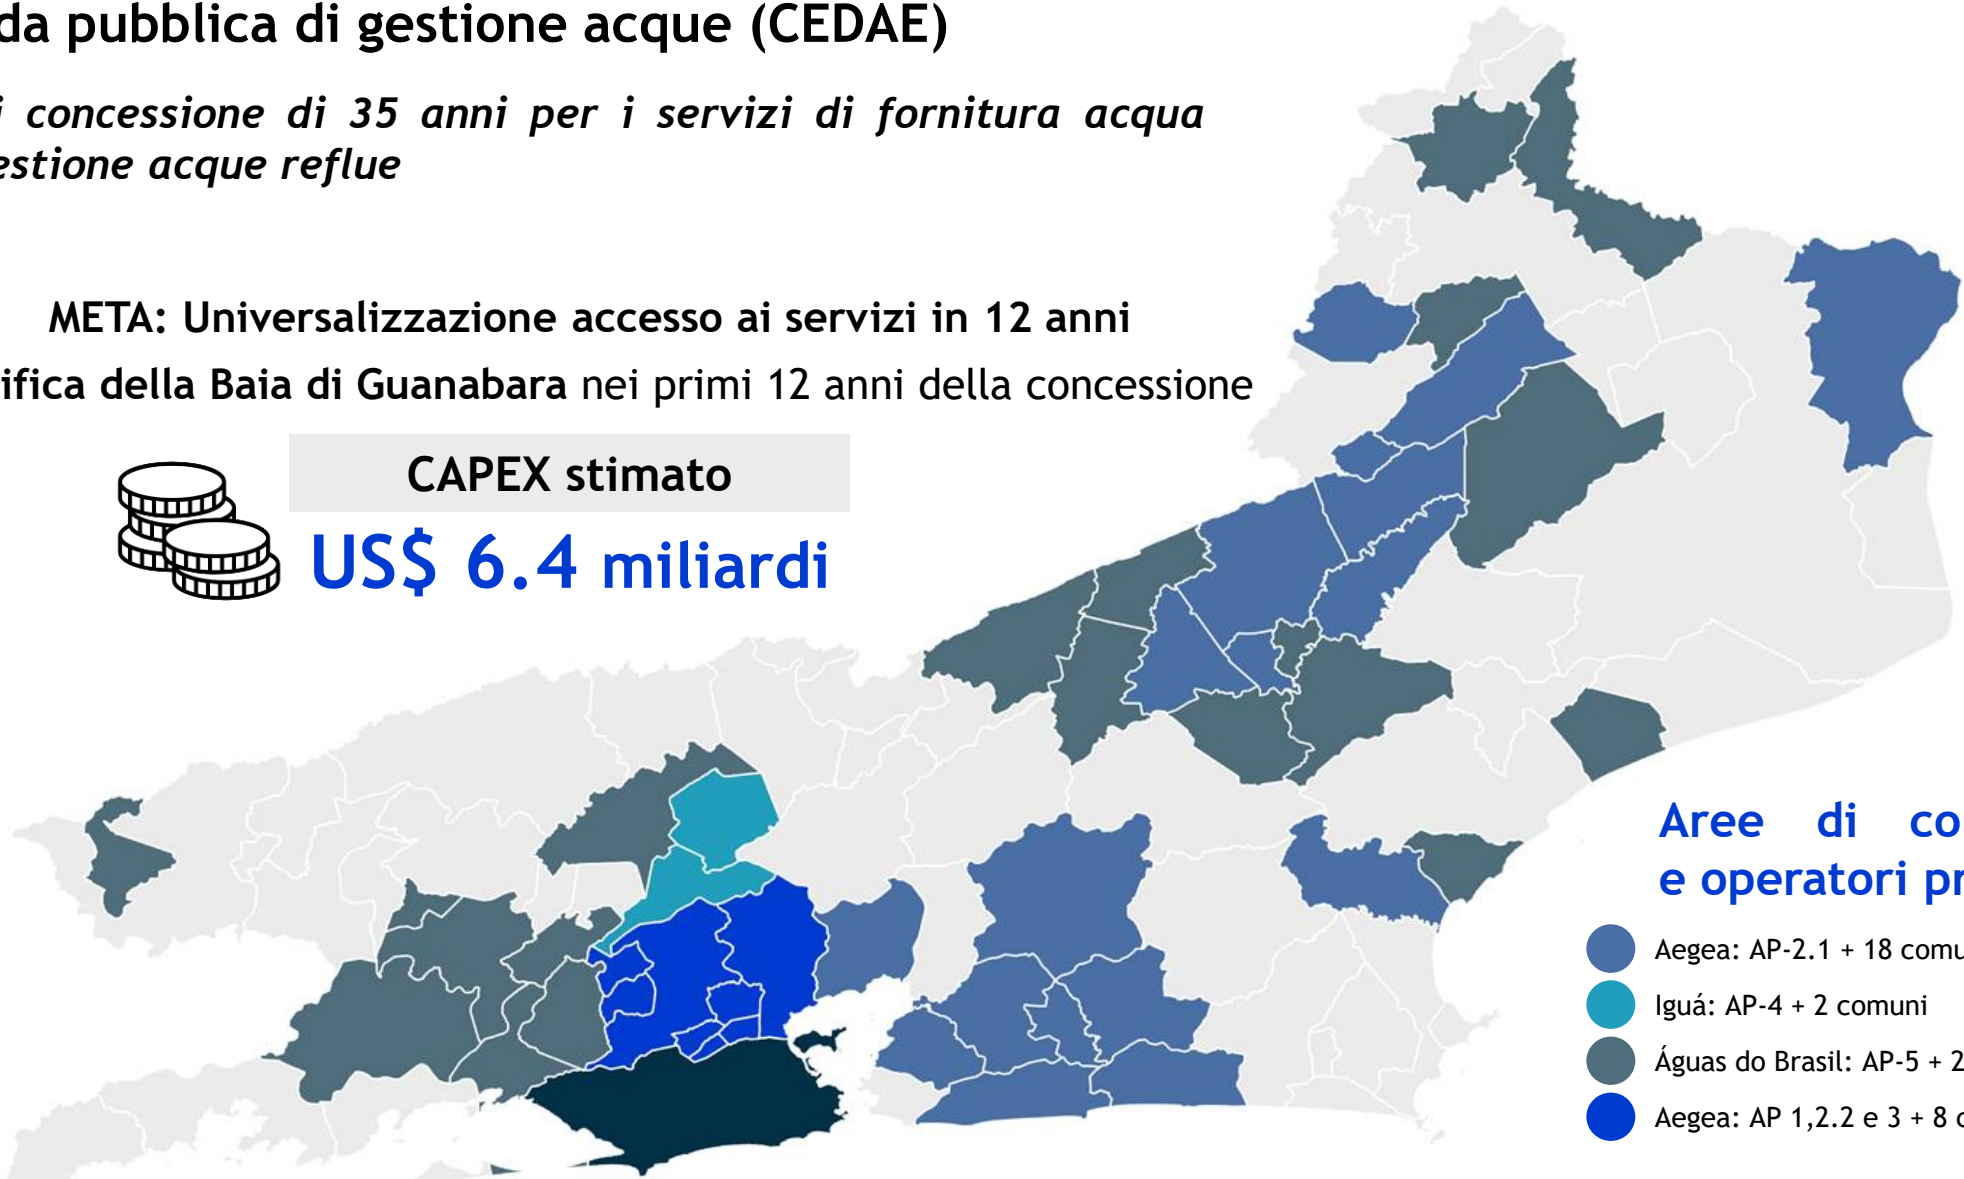 da pubblica di gestione acque (CEDAE)
i concessione di 35 anni per i servizi di fornitura acqua
estione acque reflue
META: Universalizzazione accesso ai servizi in 12 anni
ifica della Baia di Guanabara nei primi 12 anni della concessione
CAPEX stimato
US$ 6.4 miliardi
Aree di co
e operatori pr
Aegea: AP-2.1 + 18 comu
Iguá: AP-4 + 2 comuni
Águas do Brasil: AP-5 + 2
Aegea: AP 1,2.2 e 3 + 8 c